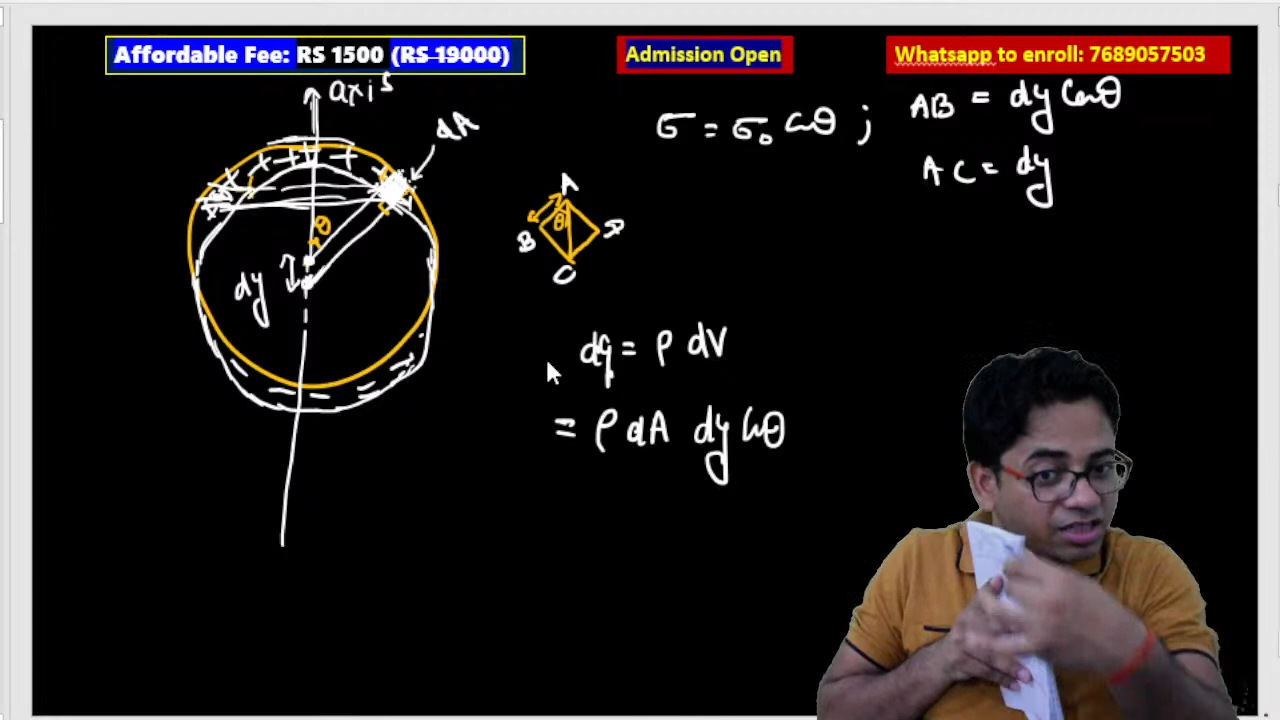 Affordable Fee: RS 1500 (RS 19000)
Admission Open
Whatsapp to enroll: 7689057503
axis
dA
θ
dy
σ = σ₀ cosθ ;
AB = dy cosθ
AC = dy
A
B
θ
D
C
dq = ρ dV
= ρ dA dy cosθ